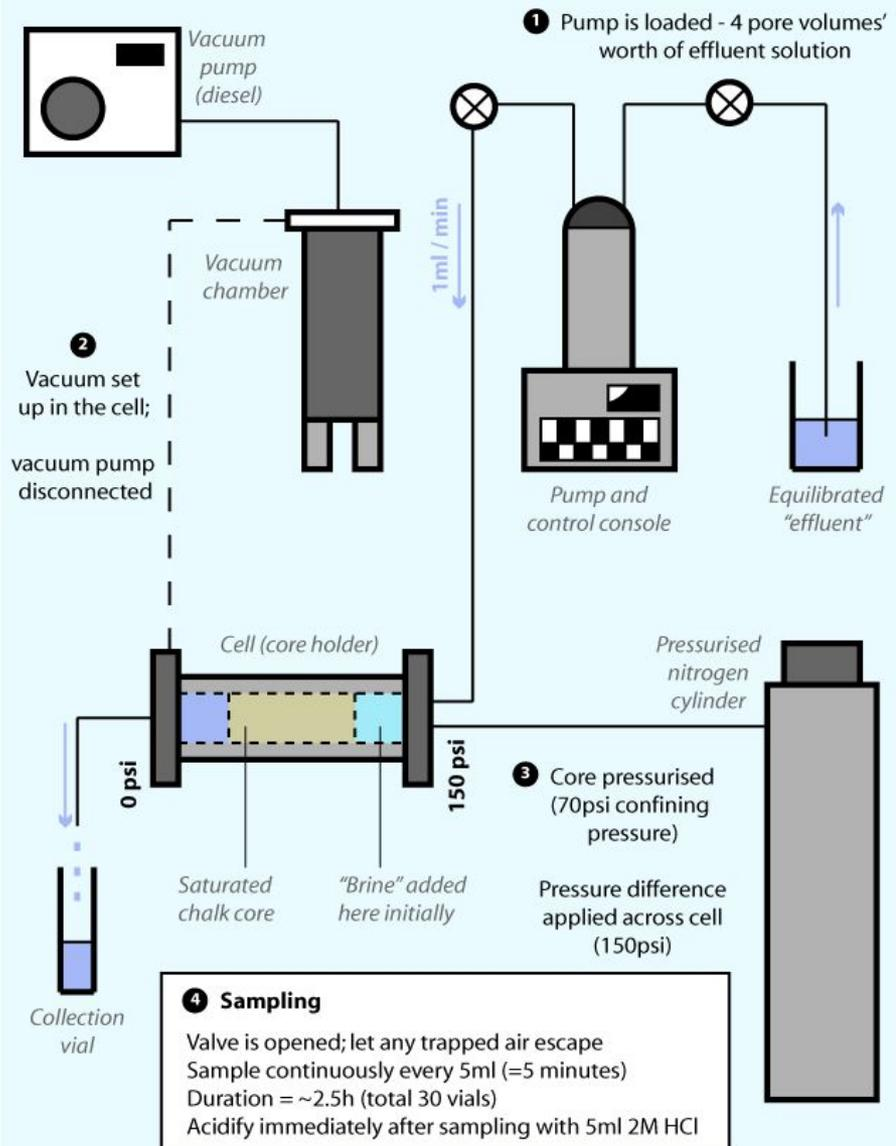 1 Pump is loaded - 4 pore volumes’
worth of effluent solution
Vacuum
pump
(diesel)
1ml / min
Vacuum
chamber
2
Vacuum set
up in the cell;
vacuum pump
disconnected
Pump and
control console
Equilibrated
“effluent”
Cell (core holder)
Pressurised
nitrogen
cylinder
0 psi
150 psi
3 Core pressurised
(70psi confining
pressure)
Pressure difference
applied across cell
(150psi)
Saturated
chalk core
“Brine” added
here initially
Collection
vial
4 Sampling
Valve is opened; let any trapped air escape
Sample continuously every 5ml (=5 minutes)
Duration = ~2.5h (total 30 vials)
Acidify immediately after sampling with 5ml 2M HCl